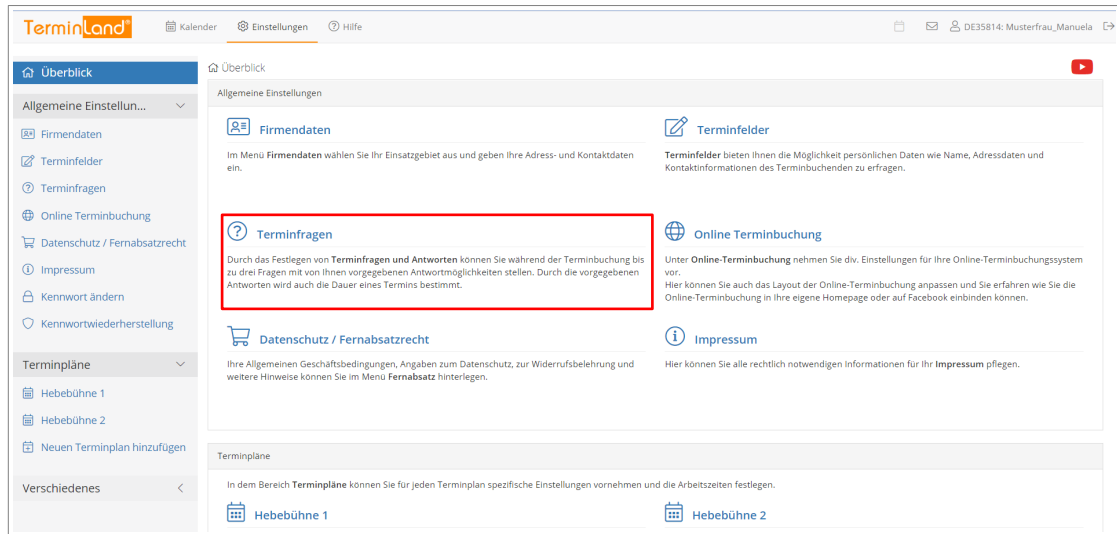 TerminLand®
Kalender
Einstellungen
Hilfe
DE35814: Musterfrau_Manuela
Überblick
Allgemeine Einstellun...
Firmendaten
Terminfelder
Terminfragen
Online Terminbuchung
Datenschutz / Fernabsatzrecht
Impressum
Kennwort ändern
Kennwortwiederherstellung
Terminpläne
Hebebühne 1
Hebebühne 2
Neuen Terminplan hinzufügen
Verschiedenes
Überblick
Allgemeine Einstellungen
Firmendaten
Im Menü Firmendaten wählen Sie Ihr Einsatzgebiet aus und geben Ihre Adress- und Kontaktdaten
ein.
Terminfelder
Terminfelder bieten Ihnen die Möglichkeit persönlichen Daten wie Name, Adressdaten und
Kontaktinformationen des Terminbuchenden zu erfragen.
Terminfragen
Durch das Festlegen von Terminfragen und Antworten können Sie während der Terminbuchung bis
zu drei Fragen mit von Ihnen vorgegebenen Antwortmöglichkeiten stellen. Durch die vorgegebenen
Antworten wird auch die Dauer eines Termins bestimmt.
Online Terminbuchung
Unter Online-Terminbuchung nehmen Sie div. Einstellungen für Ihre Online-Terminbuchungssystem
vor.
Hier können Sie auch das Layout der Online-Terminbuchung anpassen und Sie erfahren wie Sie die
Online-Terminbuchung in Ihre eigene Homepage oder auf Facebook einbinden können.
Datenschutz / Fernabsatzrecht
Ihre Allgemeinen Geschäftsbedingungen, Angaben zum Datenschutz, zur Widerrufsbelehrung und
weitere Hinweise können Sie im Menü Fernabsatz hinterlegen.
Impressum
Hier können Sie alle rechtlich notwendigen Informationen für Ihr Impressum pflegen.
Terminpläne
In dem Bereich Terminpläne können Sie für jeden Terminplan spezifische Einstellungen vornehmen und die Arbeitszeiten festlegen.
Hebebühne 1
Hebebühne 2